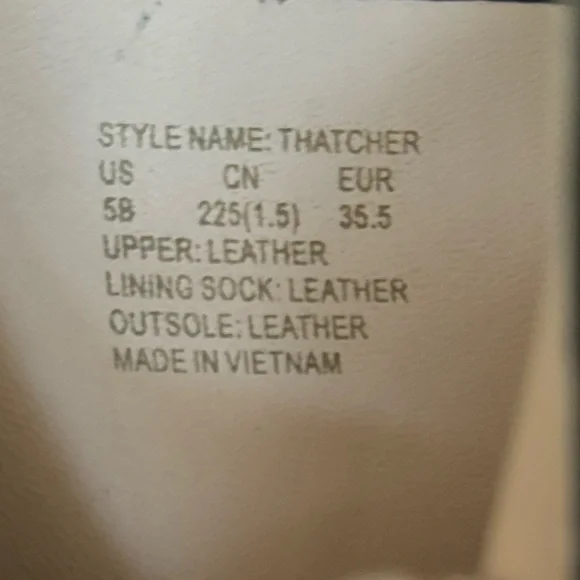 STYLE NAME: THATCHER
US CN EUR
5B 225(1.5) 35.5
UPPER: LEATHER
LINING SOCK: LEATHER
OUTSOLE: LEATHER
MADE IN VIETNAM